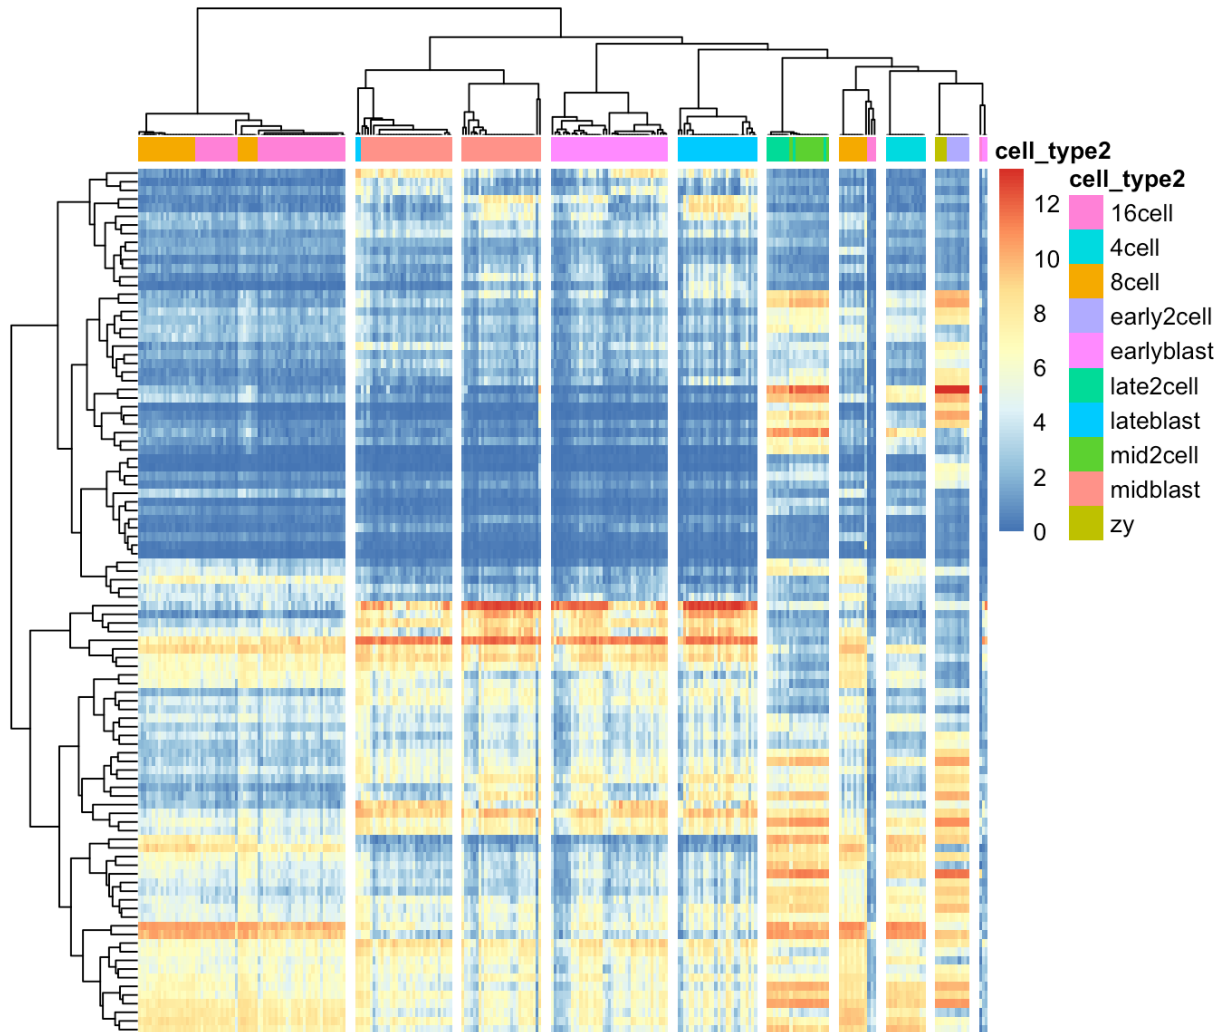 cell_type2
cell_type2
12
10
8
6
4
2
0
16cell
4cell
8cell
early2cell
earlyblast
late2cell
lateblast
mid2cell
midblast
zy